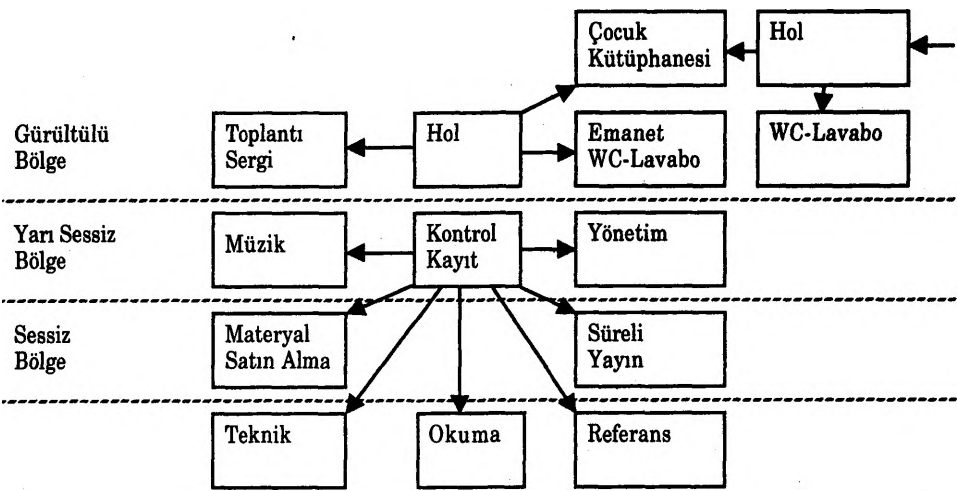 Çocuk
Kütüphanesi
Hol
Gürültülü
Bölge
Toplantı
Sergi
Hol
Emanet
WC-Lavabo
WC-Lavabo
Yarı Sessiz
Bölge
Müzik
Kontrol
Kayıt
Yönetim
Sessiz
Bölge
Materyal
Satın Alma
Süreli
Yayın
Teknik
Okuma
Referans